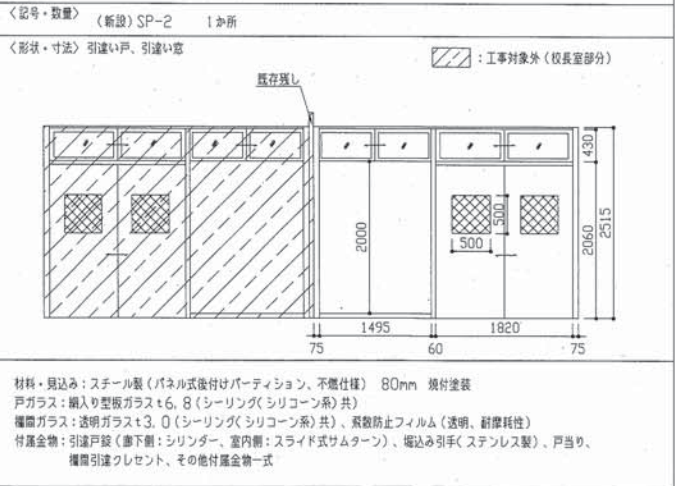 〈記号・数量〉 (新設)SP-2 1か所
〈形状・寸法〉 引違い戸、引違い窓
：工事対象外(校長室部分)
既存残し
430
2000
500
500
2060
2515
1495
1820
75
60
75
材料・見込み：スチール製(パネル式後付けパーティション、不燃仕様) 80mm 焼付塗装
戸ガラス：網入り型板ガラスt6.8(シーリング(シリコーン系)共)
欄間ガラス：透明ガラスt3.0(シーリング(シリコーン系)共)、飛散防止フィルム(透明、耐摩耗性)
付属金物：引違戸錠(廊下側：シリンダー、室内側：スライド式サムターン)、堀込み引手(ステンレス製)、戸当り、
欄間引違クレセント、その他付属金物一式